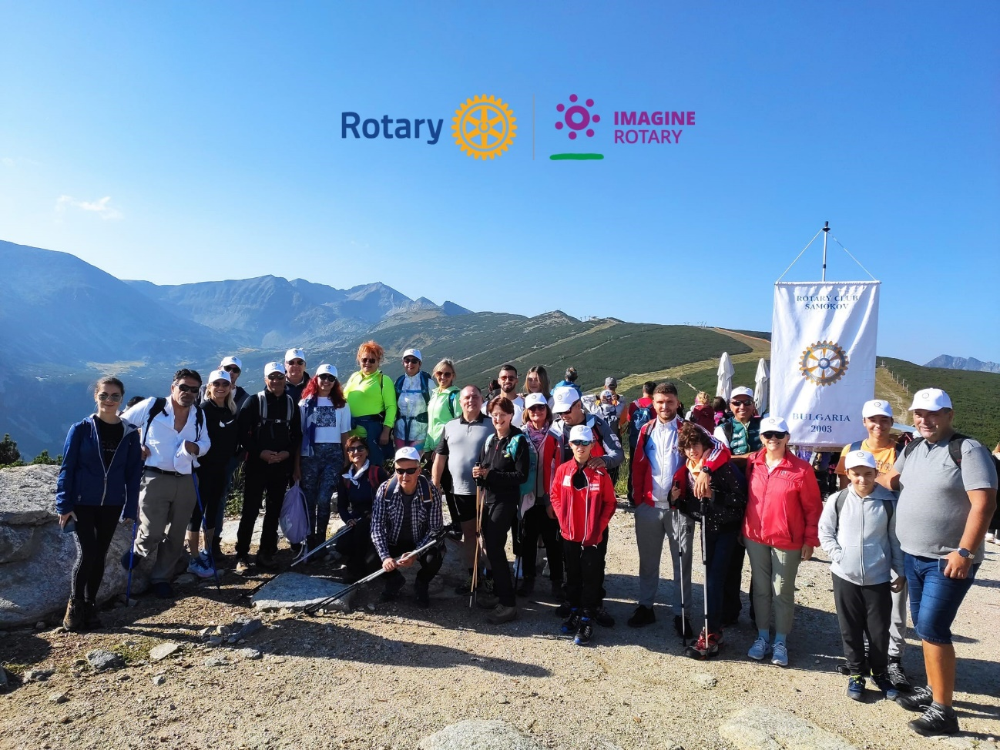 Rotary
IMAGINE
ROTARY
ROTARY CLUB
SAMOKOV
BULGARIA
2003